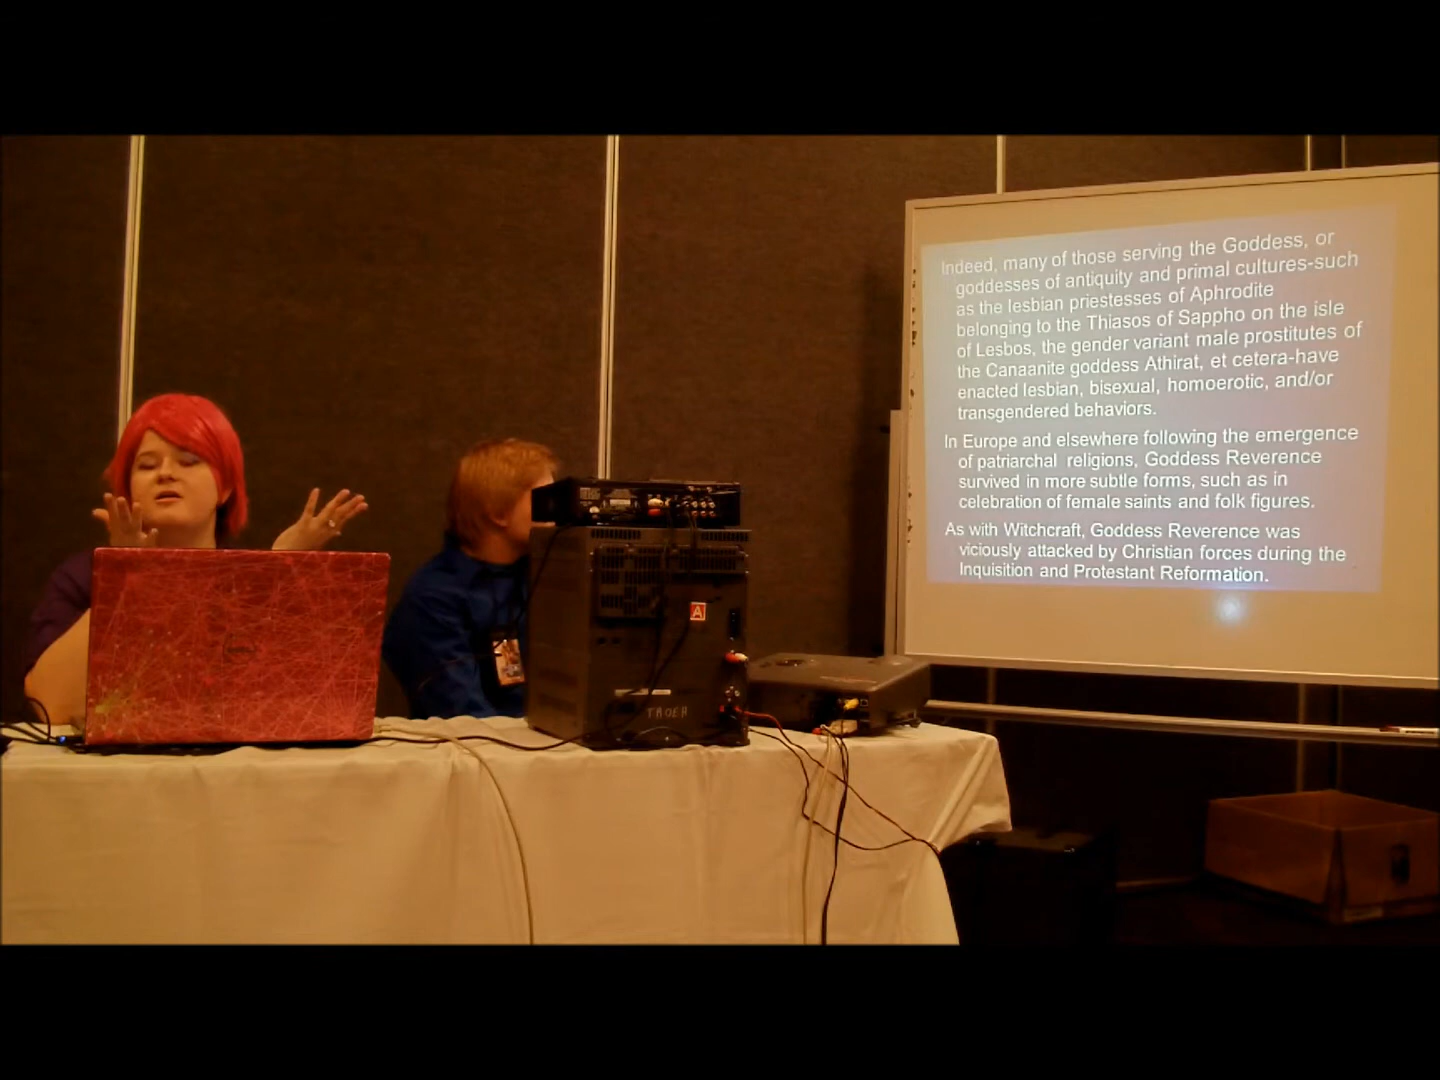 Indeed, many of those serving the Goddess, or
goddesses of antiquity and primal cultures-such
as the lesbian priestesses of Aphrodite
belonging to the Thiasos of Sappho on the isle
of Lesbos, the gender variant male prostitutes of
the Canaanite goddess Athirat, et cetera-have
enacted lesbian, bisexual, homoerotic, and/or
transgendered behaviors.
In Europe and elsewhere following the emergence
of patriarchal religions, Goddess Reverence
survived in more subtle forms, such as in
celebration of female saints and folk figures.
As with Witchcraft, Goddess Reverence was
viciously attacked by Christian forces during the
Inquisition and Protestant Reformation.
DELL
A